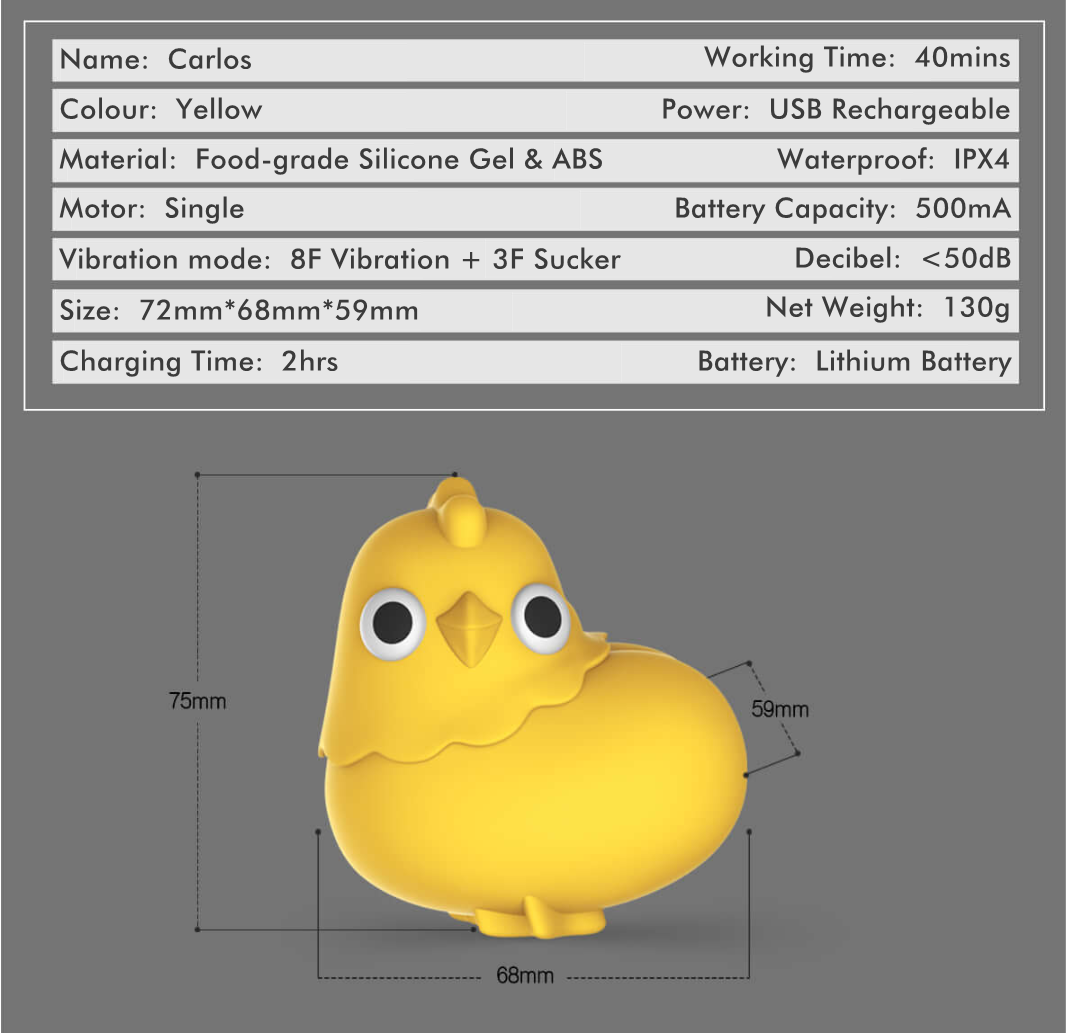 Name: Carlos Working Time: 40mins
Colour: Yellow Power: USB Rechargeable
Material: Food-grade Silicone Gel & ABS Waterproof: IPX4
Motor: Single Battery Capacity: 500mA
Vibration mode: 8F Vibration + 3F Sucker Decibel: <50dB
Size: 72mm*68mm*59mm Net Weight: 130g
Charging Time: 2hrs Battery: Lithium Battery
75mm
59mm
68mm